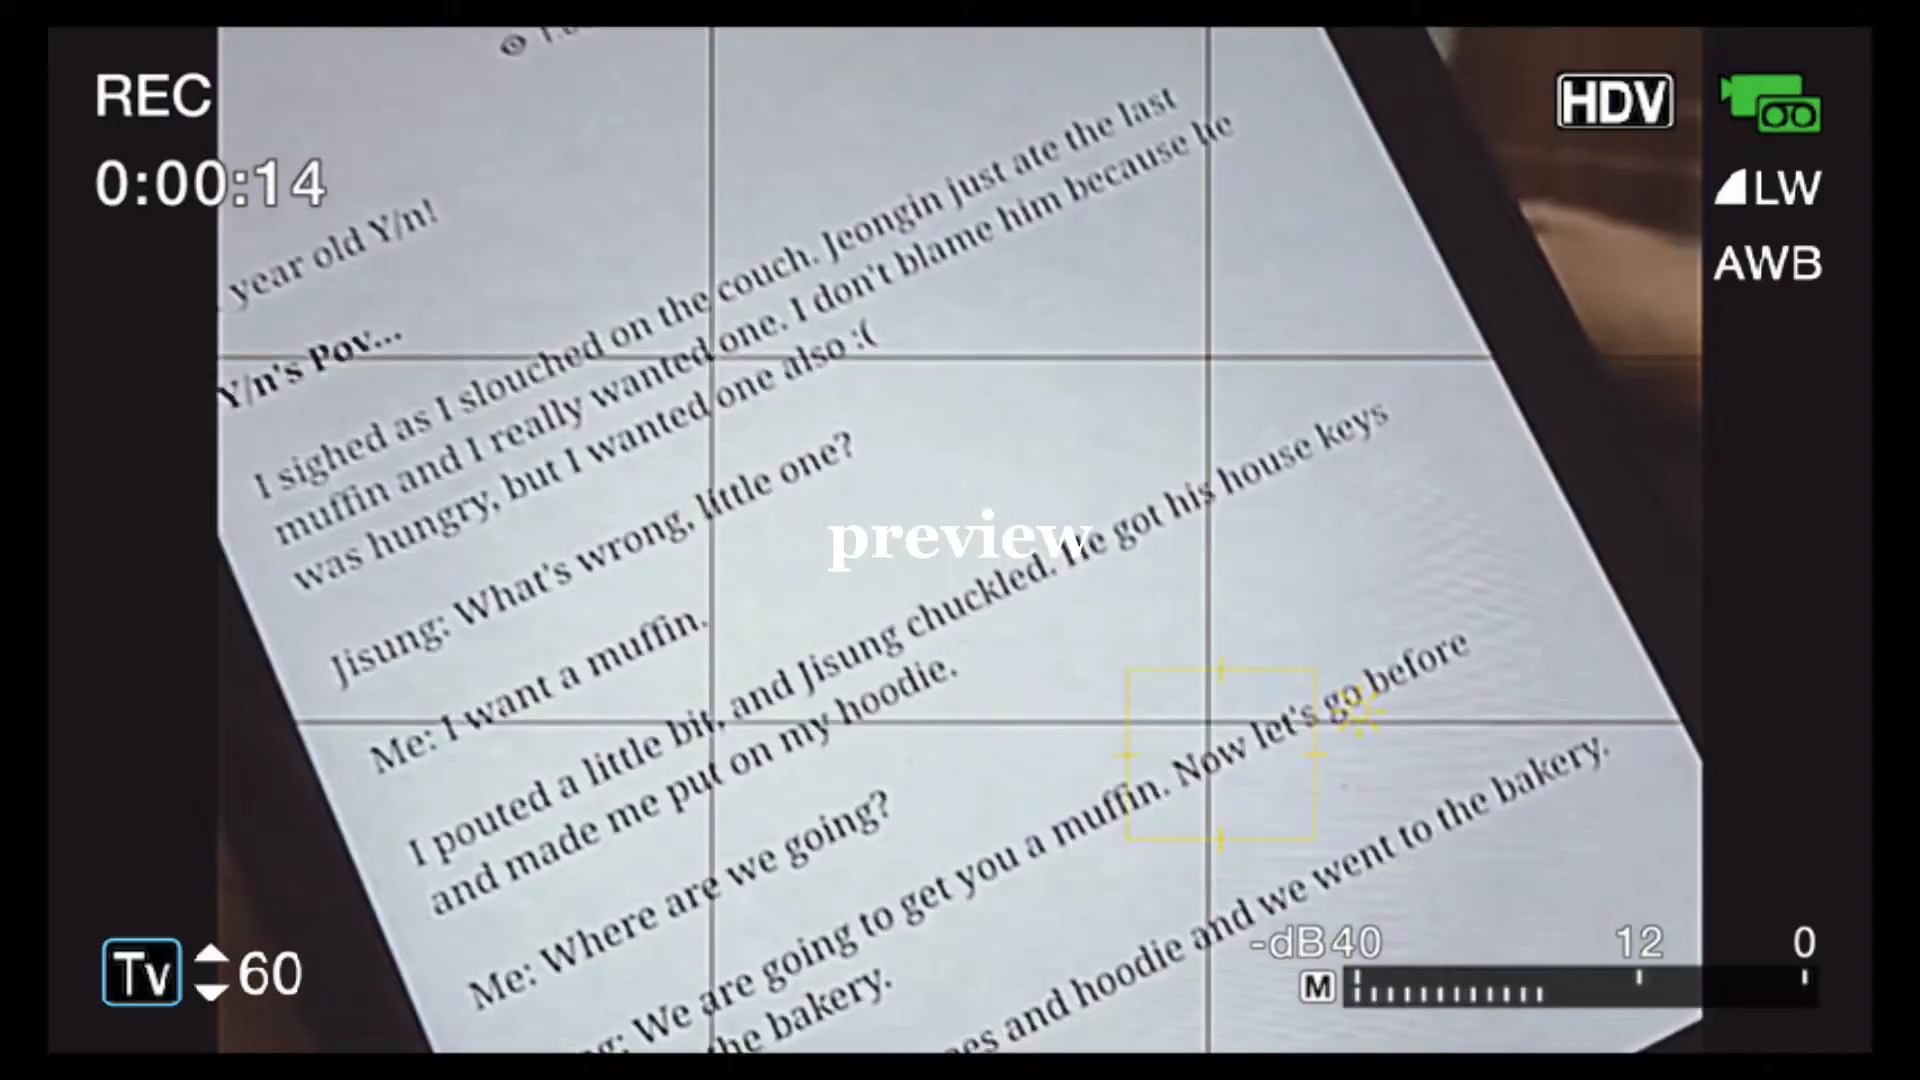 REC
0:00:14
HDV
LW
AWB
year old Y/n!
Y/n's Pov...
I sighed as I slouched on the couch. Jeongin just ate the last
muffin and I really wanted one. I don't blame him because he
was hungry, but I wanted one also :(
Jisung: What's wrong, little one?
Me: I want a muffin.
preview
I pouted a little bit, and Jisung chuckled. He got his house keys
and made me put on my hoodie.
Me: Where are we going?
We are going to get you a muffin. Now let's go before
the bakery.
and hoodie and we went to the bakery.
Tv 60
-dB40 12 0
M